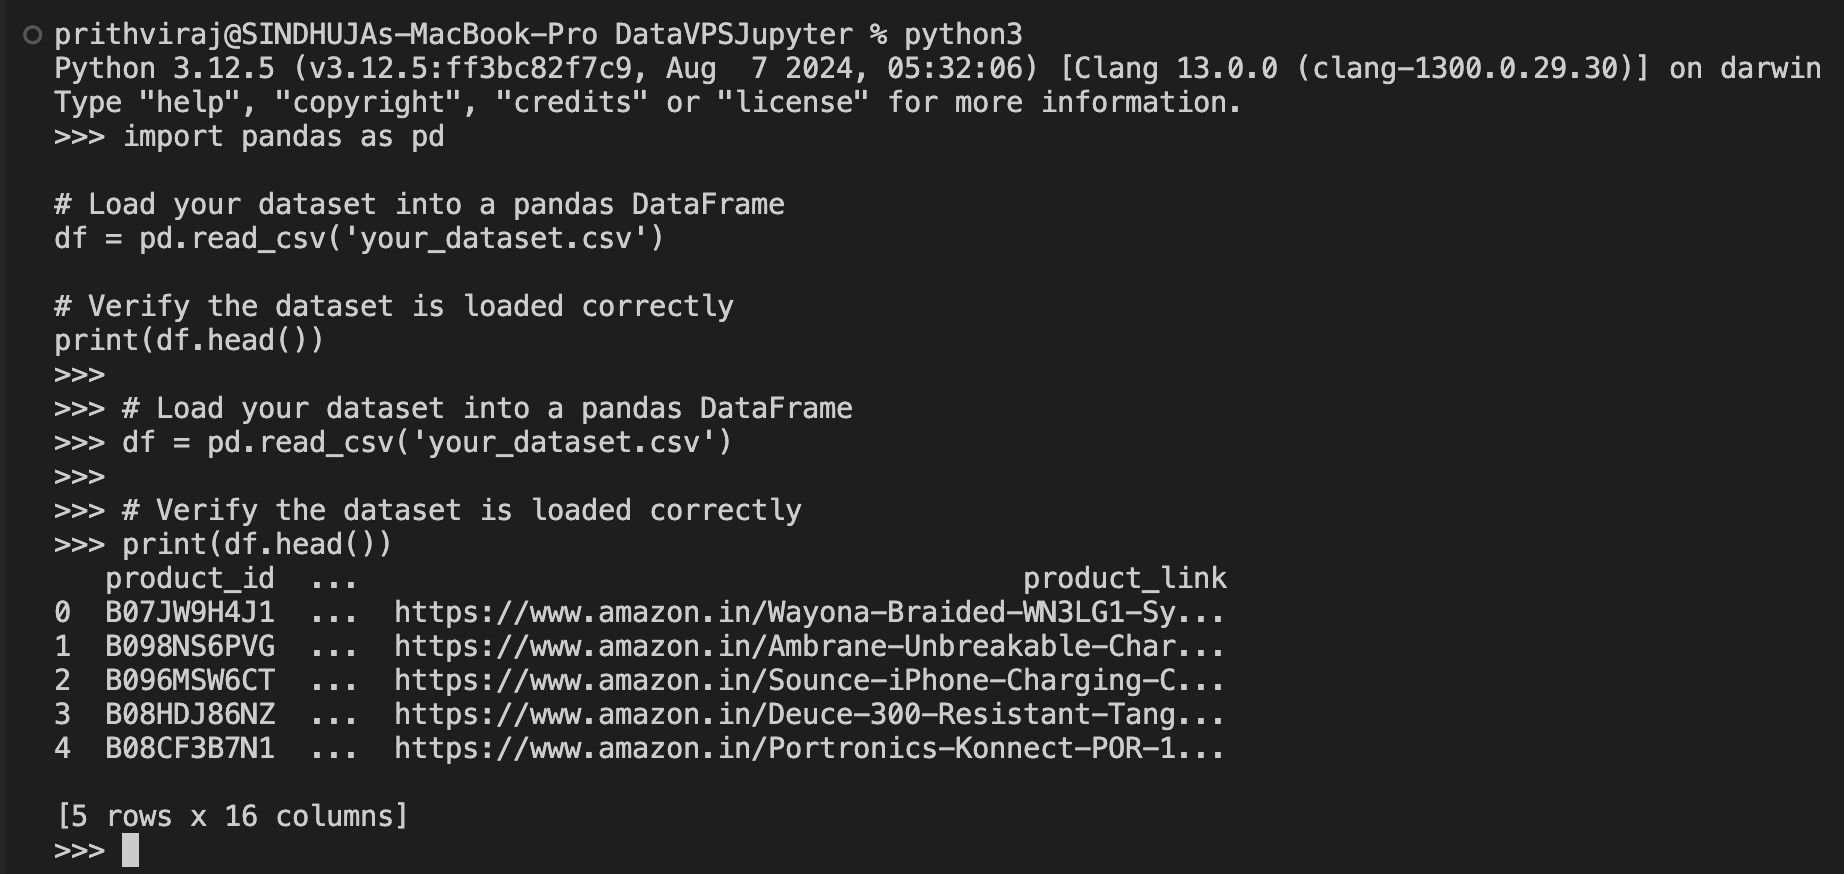 prithviraj@SINDHUJAs-MacBook-Pro DataVPSJupyter % python3
Python 3.12.5 (v3.12.5:ff3bc82f7c9, Aug  7 2024, 05:32:06) [Clang 13.0.0 (clang-1300.0.29.30)] on darwin
Type "help", "copyright", "credits" or "license" for more information.
>>> import pandas as pd

# Load your dataset into a pandas DataFrame
df = pd.read_csv('your_dataset.csv')

# Verify the dataset is loaded correctly
print(df.head())
>>>
>>> # Load your dataset into a pandas DataFrame
>>> df = pd.read_csv('your_dataset.csv')
>>>
>>> # Verify the dataset is loaded correctly
>>> print(df.head())
   product_id  ...                                       product_link
0  B07JW9H4J1  ...  https://www.amazon.in/Wayona-Braided-WN3LG1-Sy...
1  B098NS6PVG  ...  https://www.amazon.in/Ambrane-Unbreakable-Char...
2  B096MSW6CT  ...  https://www.amazon.in/Sounce-iPhone-Charging-C...
3  B08HDJ86NZ  ...  https://www.amazon.in/Deuce-300-Resistant-Tang...
4  B08CF3B7N1  ...  https://www.amazon.in/Portronics-Konnect-POR-1...

[5 rows x 16 columns]
>>>